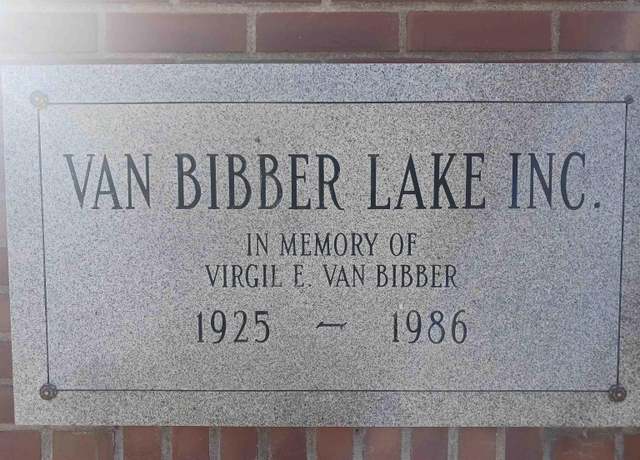 VAN BIBBER LAKE INC.
IN MEMORY OF
VIRGIL E. VAN BIBBER
1925 – 1986